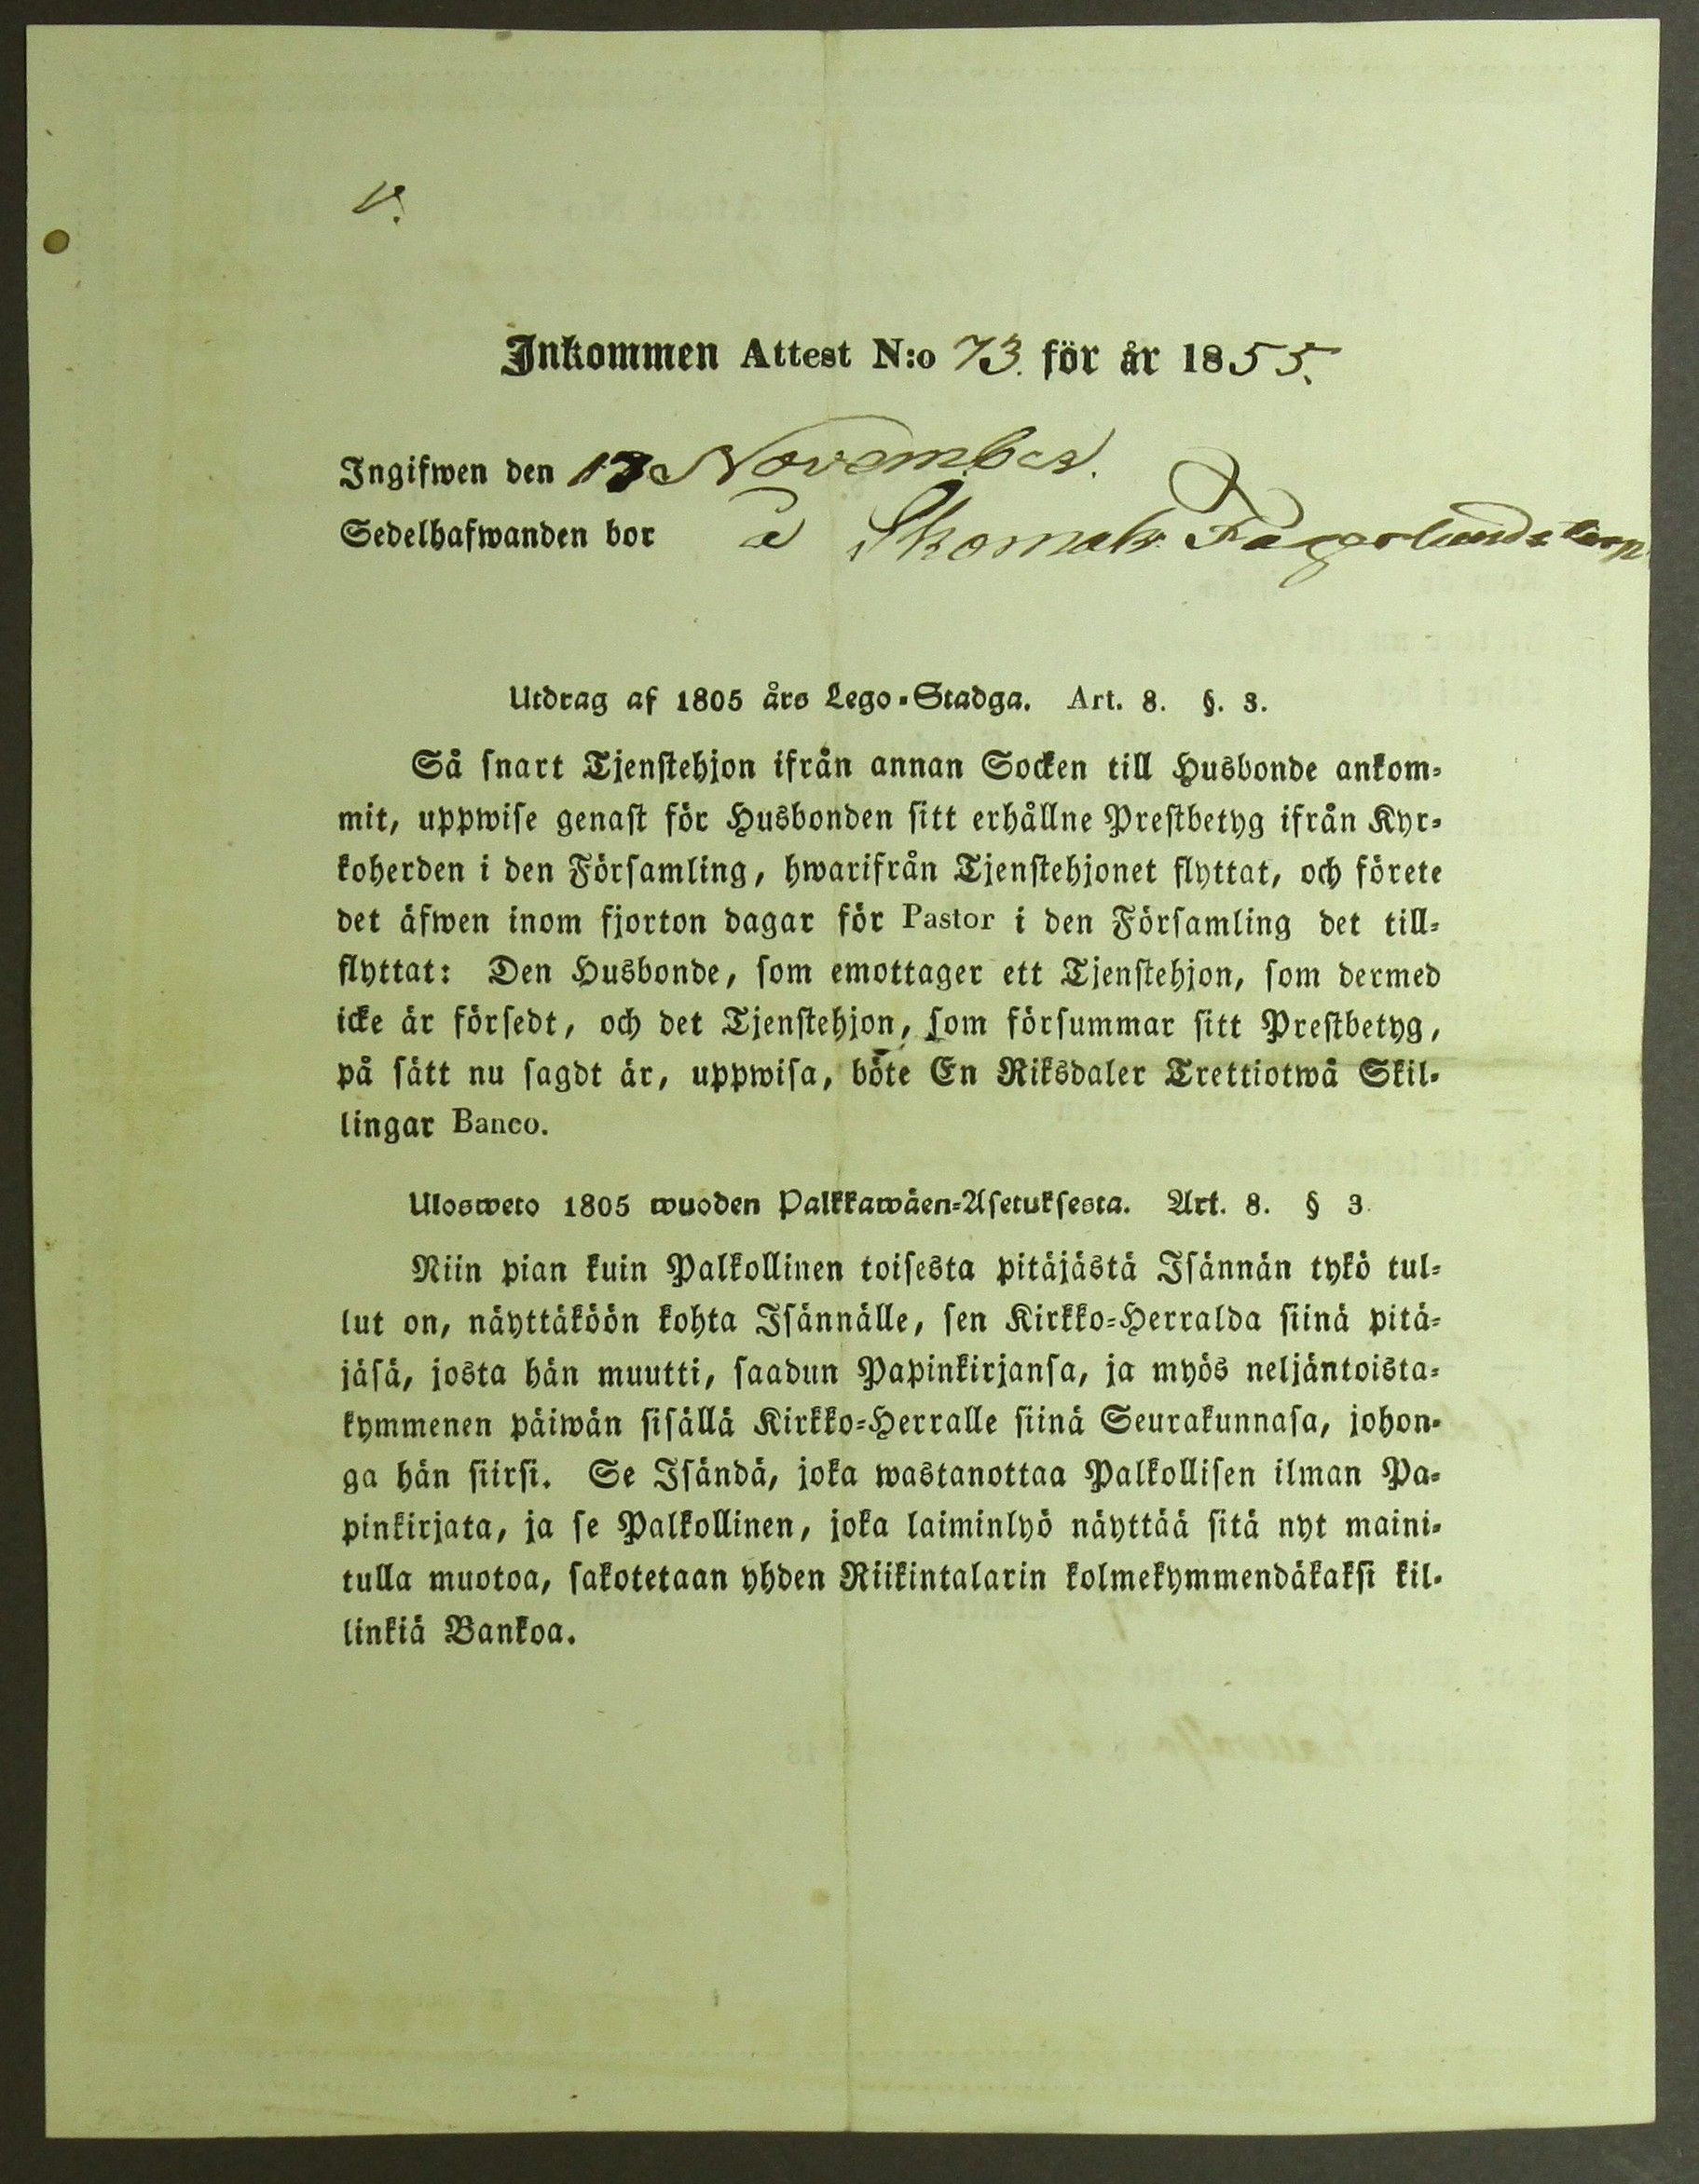 V.
Inkommen Attest N:o 73. för år 1855.
Ingifwen den 13 November.
Sedelhafwanden bor å Skomak. Fagerlunds torp
Utdrag af 1805 års Lego-Stadga. Art. 8. §. 3.
Så snart Tjenstehjon ifrån annan Socken till Husbonde ankom-
mit, uppwise genast för Husbonden sitt erhållne Prestbetyg ifrån Kyr-
koherden i den Församling, hwarifrån Tjenstehjonet flyttat, och förete
det äfwen inom fjorton dagar för Pastor i den Församling det till-
flyttat: Den Husbonde, som emottager ett Tjenstehjon, som dermed
icke är försedt, och det Tjenstehjon, som försummar sitt Prestbetyg,
på sätt nu sagdt är, uppwisa, böte En Riksdaler Trettiotwå Skil-
lingar Banco.
Ulosweto 1805 wuoden Palkkawäen-Asetuksesta. Art. 8. § 3.
Niin pian kuin Palkollinen toisesta pitäjästä Isännän tykö tul-
lut on, näyttäköön kohta Isännälle, sen Kirkko-Herralda siinä pitä-
jäsä, josta hän muutti, saadun Papinkirjansa, ja myös neljäntoista-
kymmenen päiwän sisällä Kirkko-Herralle siinä Seurakunnasa, johon-
ga hän siirsi. Se Isändä, joka wastanottaa Palkollisen ilman Pa-
pinkirjata, ja se Palkollinen, joka laiminlyö näyttää sitä nyt maini-
tulla muotoa, sakotetaan yhden Riikintalarin kolmekymmendäkaksi kil-
linkiä Bankoa.